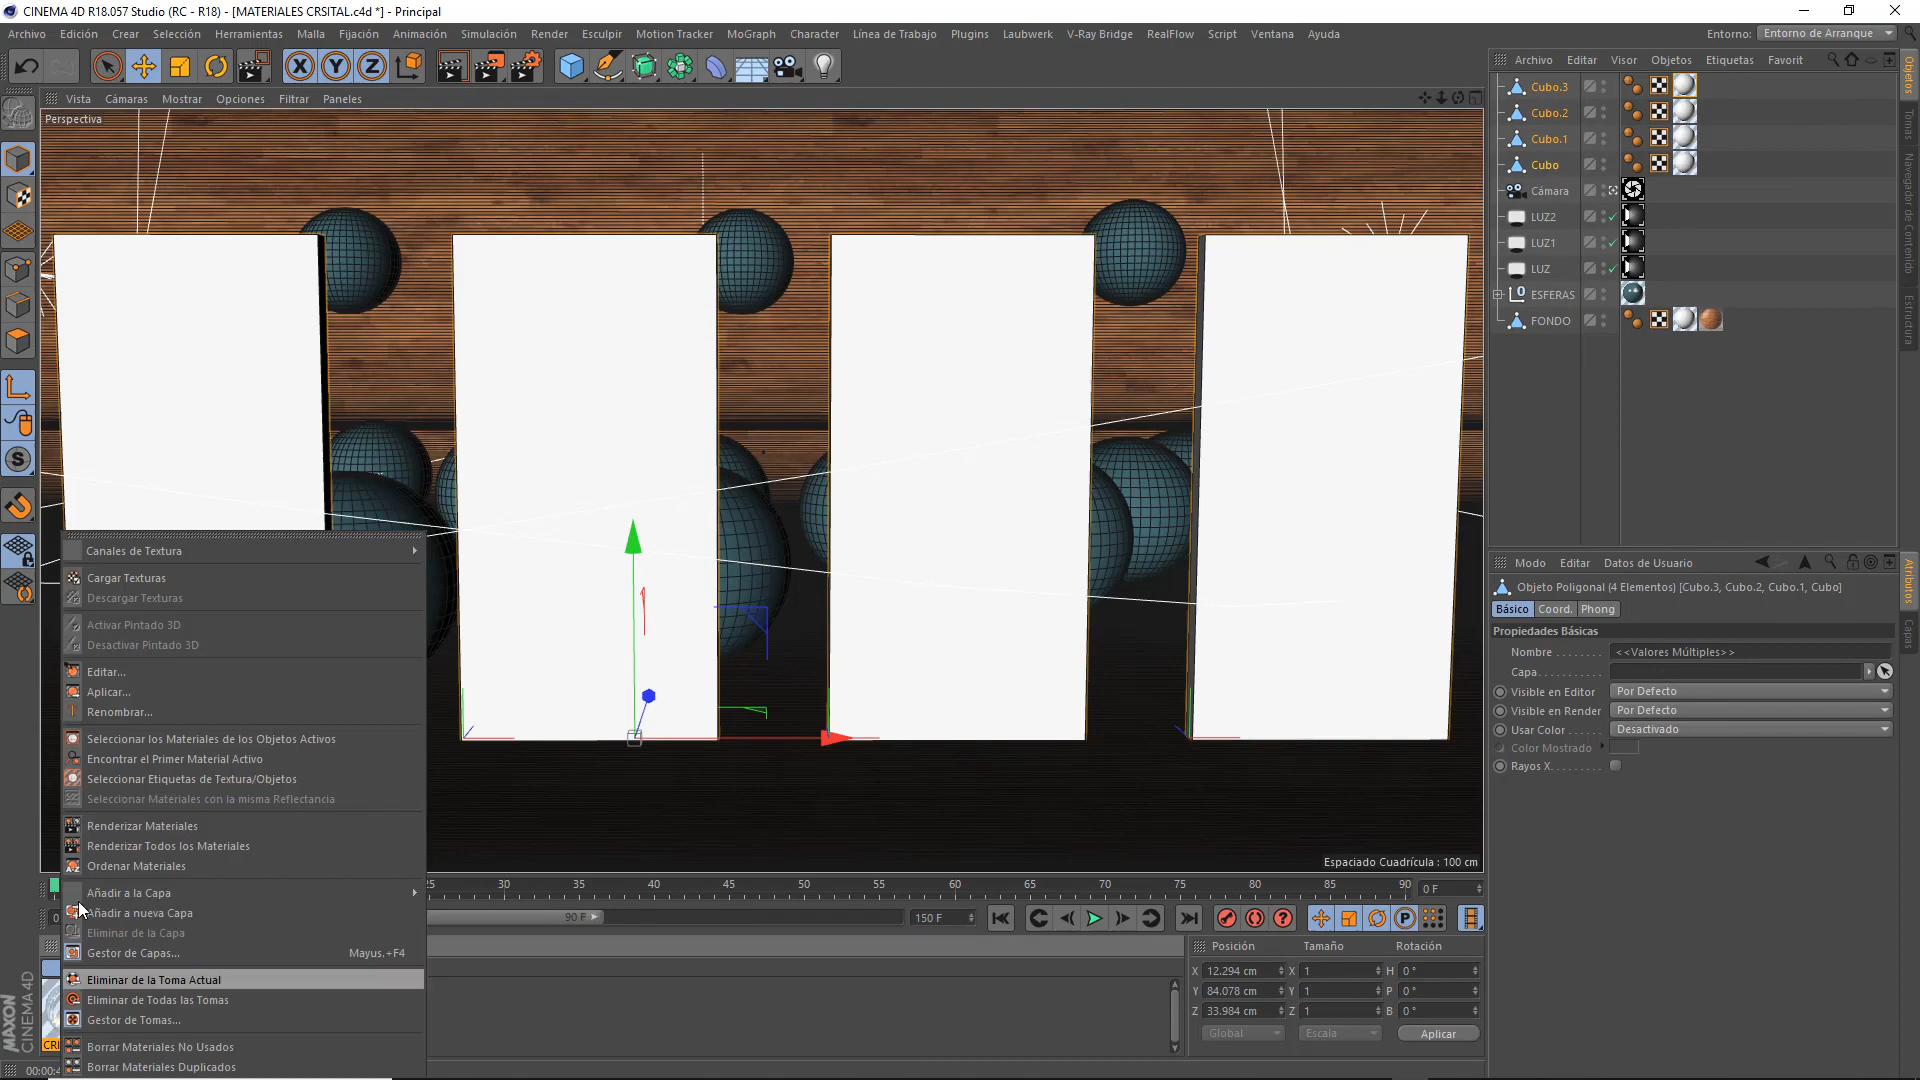 CINEMA 4D R18.057 Studio (RC - R18) - [MATERIALES CRSITAL.c4d *] - Principal
Archivo Edición Crear Selección Herramientas Malla Fijación Animación Simulación Render Esculpir Motion Tracker MoGraph Character Línea de Trabajo Plugins Laubwerk V-Ray Bridge RealFlow Script Ventana Ayuda Entorno: Entorno de Arranque
Vista Cámaras Mostrar Opciones Filtrar Paneles
Perspectiva
Archivo Editar Visor Objetos Etiquetas Favorit
Cubo.3
Cubo.2
Cubo.1
Cubo
Cámara
LUZ2
LUZ1
LUZ
ESFERAS
FONDO
Objetos
Tomas
Navegador de Contenido
Estructura
Canales de Textura
Cargar Texturas
Descargar Texturas
Activar Pintado 3D
Desactivar Pintado 3D
Editar...
Aplicar...
Renombrar...
Seleccionar los Materiales de los Objetos Activos
Encontrar el Primer Material Activo
Seleccionar Etiquetas de Textura/Objetos
Seleccionar Materiales con la misma Reflectancia
Renderizar Materiales
Renderizar Todos los Materiales
Ordenar Materiales
Añadir a la Capa
Añadir a nueva Capa
Eliminar de la Capa
Gestor de Capas... Mayus.+F4
Eliminar de la Toma Actual
Eliminar de Todas las Tomas
Gestor de Tomas...
Borrar Materiales No Usados
Borrar Materiales Duplicados
Modo Editar Datos de Usuario
Objeto Poligonal (4 Elementos) [Cubo.3, Cubo.2, Cubo.1, Cubo]
Básico Coord. Phong
Propiedades Básicas
Nombre <<Valores Múltiples>>
Capa
Visible en Editor Por Defecto
Visible en Render Por Defecto
Usar Color Desactivado
Color Mostrado
Rayos X
Atributos
Capas
Espaciado Cuadrícula : 100 cm
25 30 35 40 45 50 55 60 65 70 75 80 85 90 0 F
0 90 F 150 F
Posición Tamaño Rotación
X 12.294 cm X 1 H 0 °
Y 84.078 cm Y 1 P 0 °
Z 33.984 cm Z 1 B 0 °
Global Escala Aplicar
CRI
MAXON
CINEMA 4D